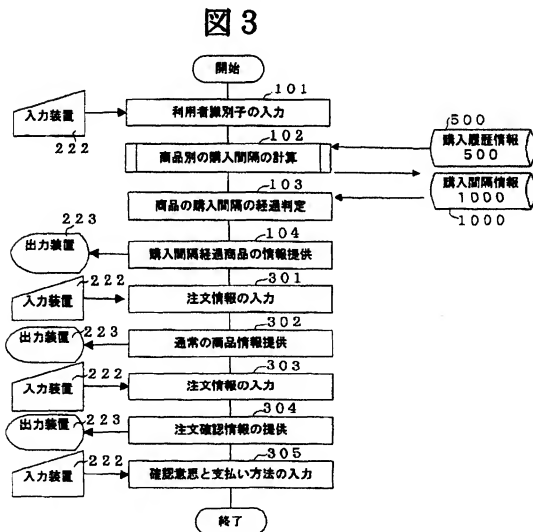 図3
開始
101
入力装置
222
利用者識別子の入力
102
商品別の購入間隔の計算
500
購入履歴情報
500
103
商品の購入間隔の経過判定
購入間隔情報
1000
1000
223
出力装置
104
購入間隔経過商品の情報提供
222
入力装置
301
注文情報の入力
223
出力装置
302
通常の商品情報提供
222
入力装置
303
注文情報の入力
223
出力装置
304
注文確認情報の提供
222
入力装置
305
確認意思と支払い方法の入力
終了